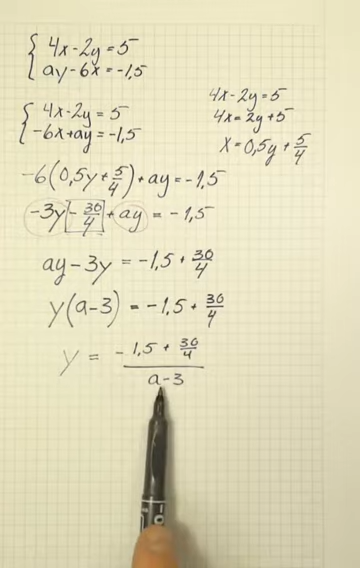 4x-2y=5
ay-6x=-1,5
4x-2y=5
-6x+ay=-1,5
4x-2y=5
4x=2y+5
x=0,5y+5/4
-6(0,5y+5/4)+ay=-1,5
-3y-30/4+ay=-1,5
ay-3y=-1,5+30/4
y(a-3)=-1,5+30/4
y=(-1,5+30/4)/(a-3)